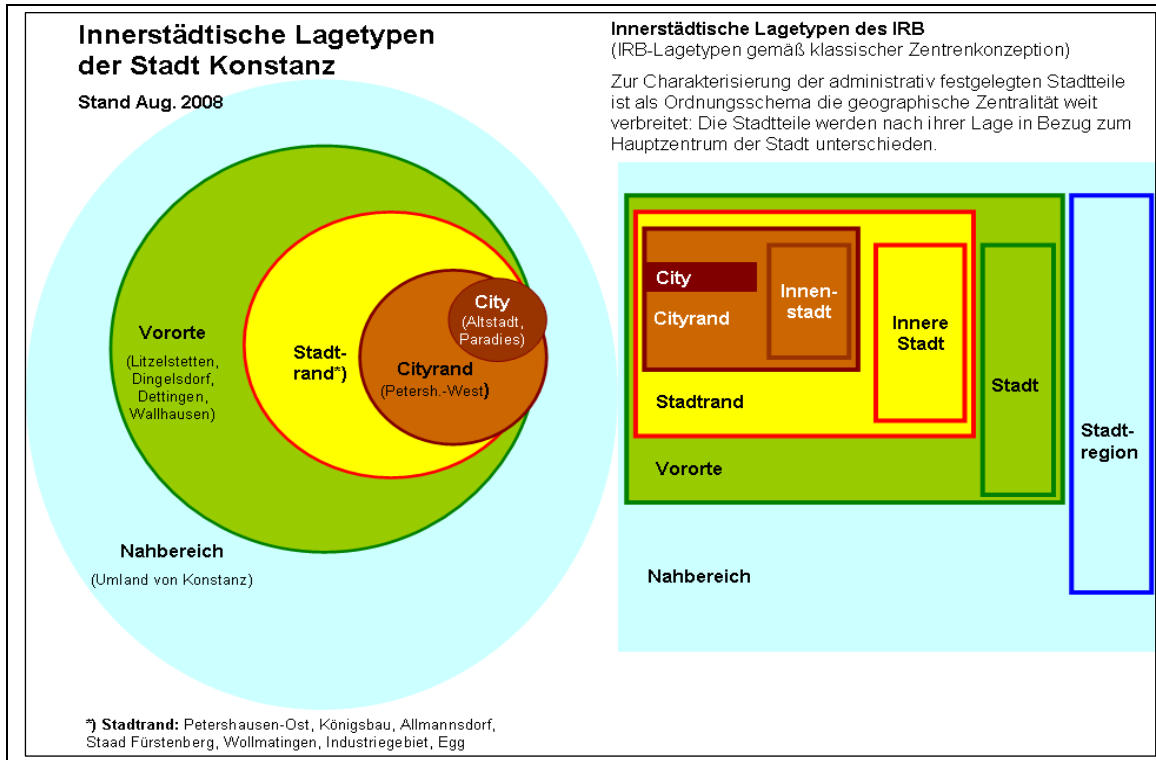 Innerstädtische Lagetypen
der Stadt Konstanz
Stand Aug. 2008
Vororte
(Litzelstetten,
Dingelsdorf,
Dettingen,
Wallhausen)
Stadt-
rand*)
City
(Altstadt,
Paradies)
Cityrand
(Petersh.-West)
Nahbereich
(Umland von Konstanz)
*) Stadtrand: Petershausen-Ost, Königsbau, Allmannsdorf,
Staad Fürstenberg, Wollmatingen, Industriegebiet, Egg
Innerstädtische Lagetypen des IRB
(IRB-Lagetypen gemäß klassischer Zentrenkonzeption)
Zur Charakterisierung der administrativ festgelegten Stadtteile
ist als Ordnungsschema die geographische Zentralität weit
verbreitet: Die Stadtteile werden nach ihrer Lage in Bezug zum
Hauptzentrum der Stadt unterschieden.
City
Cityrand
Innen-
stadt
Stadtrand
Innere
Stadt
Vororte
Stadt
Nahbereich
Stadt-
region